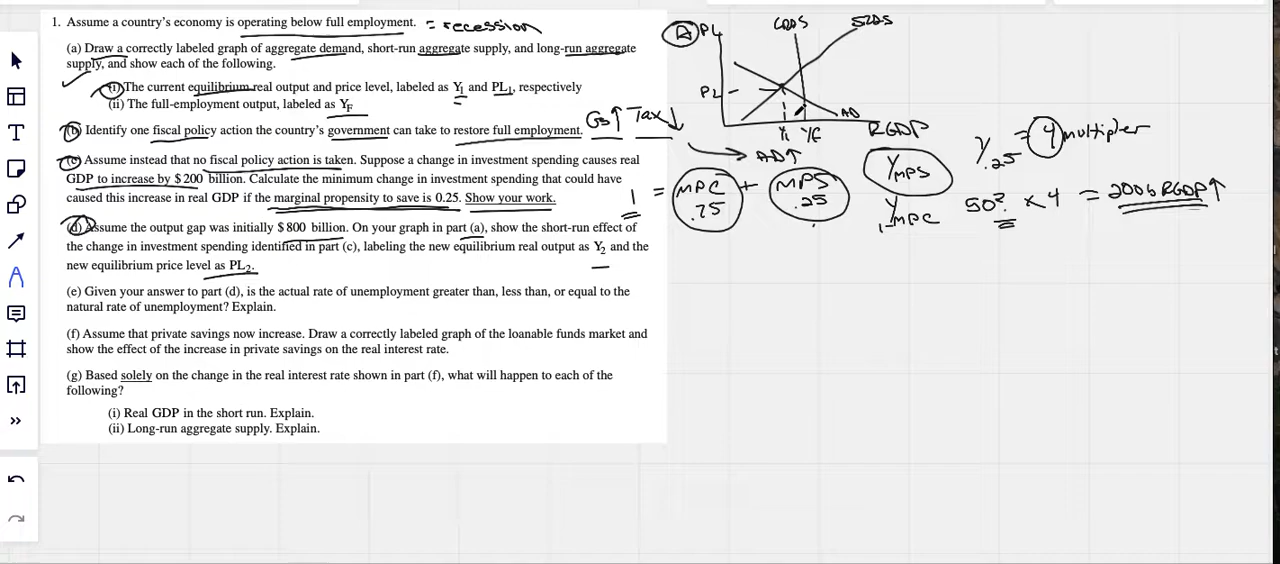 1. Assume a country's economy is operating below full employment. = recession
(a) Draw a correctly labeled graph of aggregate demand, short-run aggregate supply, and long-run aggregate
supply, and show each of the following.
(i) The current equilibrium real output and price level, labeled as Y1 and PL1, respectively
(ii) The full-employment output, labeled as YF
(b) Identify one fiscal policy action the country's government can take to restore full employment.
(c) Assume instead that no fiscal policy action is taken. Suppose a change in investment spending causes real
GDP to increase by $200 billion. Calculate the minimum change in investment spending that could have
caused this increase in real GDP if the marginal propensity to save is 0.25. Show your work.
(d) Assume the output gap was initially $800 billion. On your graph in part (a), show the short-run effect of
the change in investment spending identified in part (c), labeling the new equilibrium real output as Y2 and the
new equilibrium price level as PL2.
(e) Given your answer to part (d), is the actual rate of unemployment greater than, less than, or equal to the
natural rate of unemployment? Explain.
(f) Assume that private savings now increase. Draw a correctly labeled graph of the loanable funds market and
show the effect of the increase in private savings on the real interest rate.
(g) Based solely on the change in the real interest rate shown in part (f), what will happen to each of the
following?
(i) Real GDP in the short run. Explain.
(ii) Long-run aggregate supply. Explain.
A PL
PL
AD
Y1 YF RGDP
GS↑ Tax↓
→ AD↑
1 = MPC + MPS
.75 .25
1/MPS
1/1-MPC
1/.25 = 4 multiplier
50? × 4 = 200b RGDP↑
T
A
»